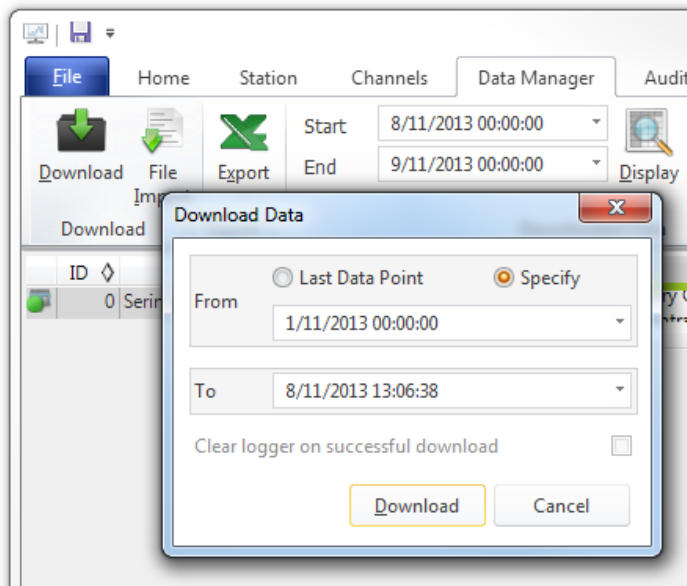 File Home Station Channels Data Manager Audit
Start 8/11/2013 00:00:00
Download File Export End 9/11/2013 00:00:00 Display
Download
Download Data
ID
0
Last Data Point Specify
From
1/11/2013 00:00:00
To 8/11/2013 13:06:38
Clear logger on successful download
Download Cancel